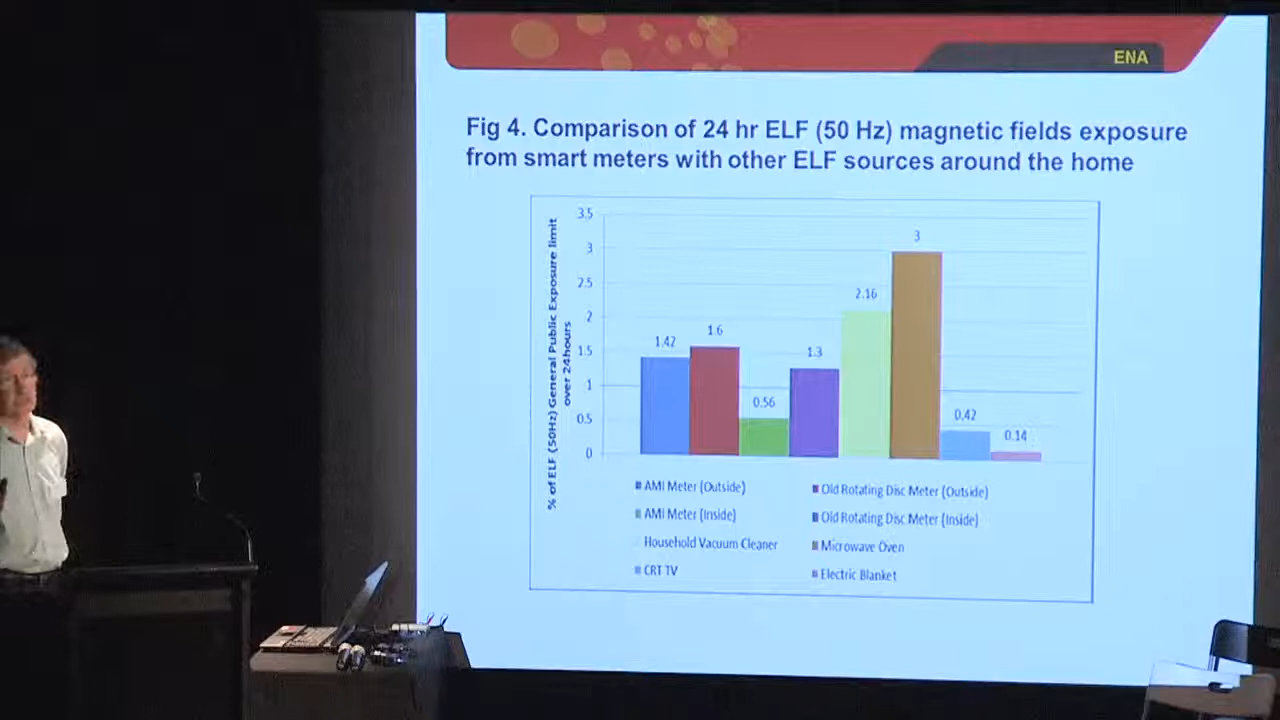 ENA
Fig 4. Comparison of 24 hr ELF (50 Hz) magnetic fields exposure
from smart meters with other ELF sources around the home
% of ELF (50Hz) General Public Exposure limit
over 24hours
3.5
3
2.5
2
1.5
1
0.5
0
1.42
1.6
0.56
1.3
2.16
3
0.42
0.14
AMI Meter (Outside)
Old Rotating Disc Meter (Outside)
AMI Meter (Inside)
Old Rotating Disc Meter (Inside)
Household Vacuum Cleaner
Microwave Oven
CRT TV
Electric Blanket